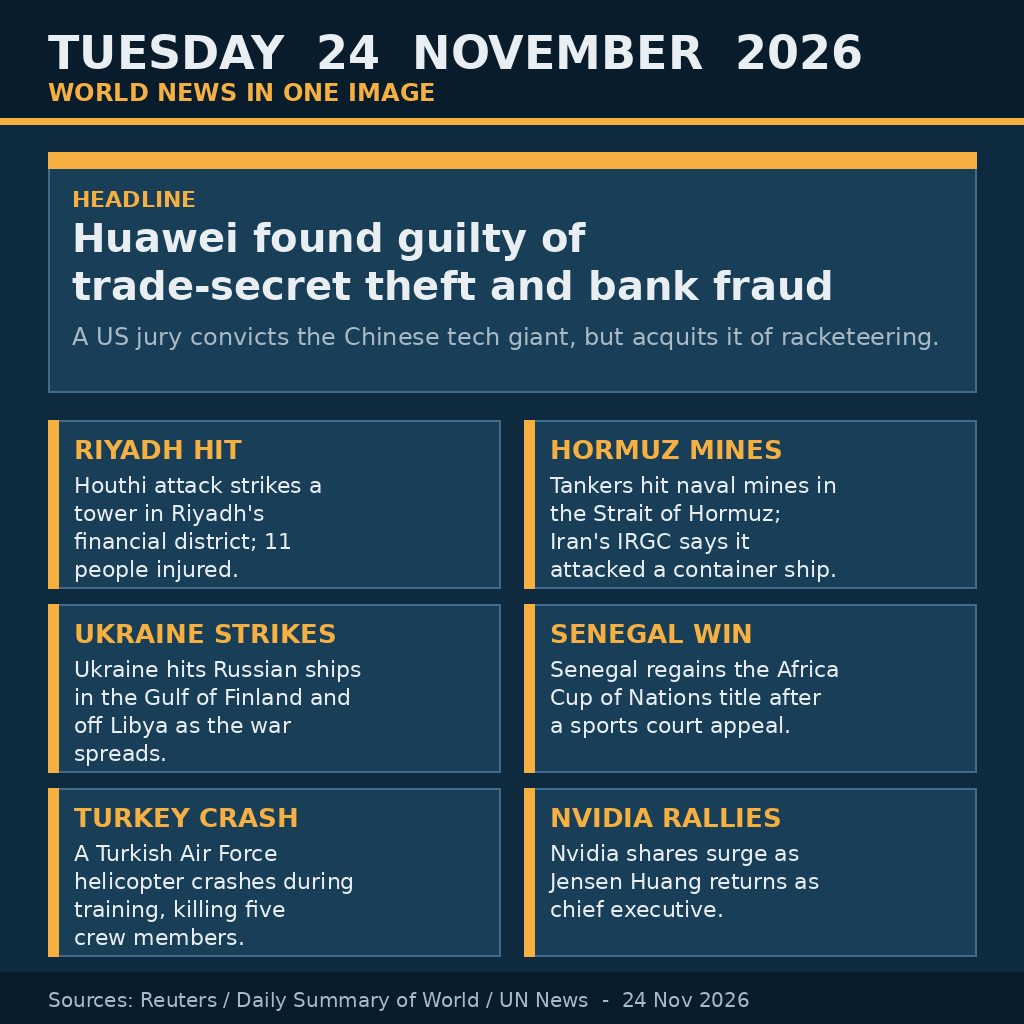 TUESDAY 24 NOVEMBER 2026
WORLD NEWS IN ONE IMAGE
HEADLINE
Huawei found guilty of
trade-secret theft and bank fraud
A US jury convicts the Chinese tech giant, but acquits it of racketeering.
RIYADH HIT
Houthi attack strikes a
tower in Riyadh's
financial district; 11
people injured.
HORMUZ MINES
Tankers hit naval mines in
the Strait of Hormuz;
Iran's IRGC says it
attacked a container ship.
UKRAINE STRIKES
Ukraine hits Russian ships
in the Gulf of Finland and
off Libya as the war
spreads.
SENEGAL WIN
Senegal regains the Africa
Cup of Nations title after
a sports court appeal.
TURKEY CRASH
A Turkish Air Force
helicopter crashes during
training, killing five
crew members.
NVIDIA RALLIES
Nvidia shares surge as
Jensen Huang returns as
chief executive.
Sources: Reuters / Daily Summary of World / UN News - 24 Nov 2026